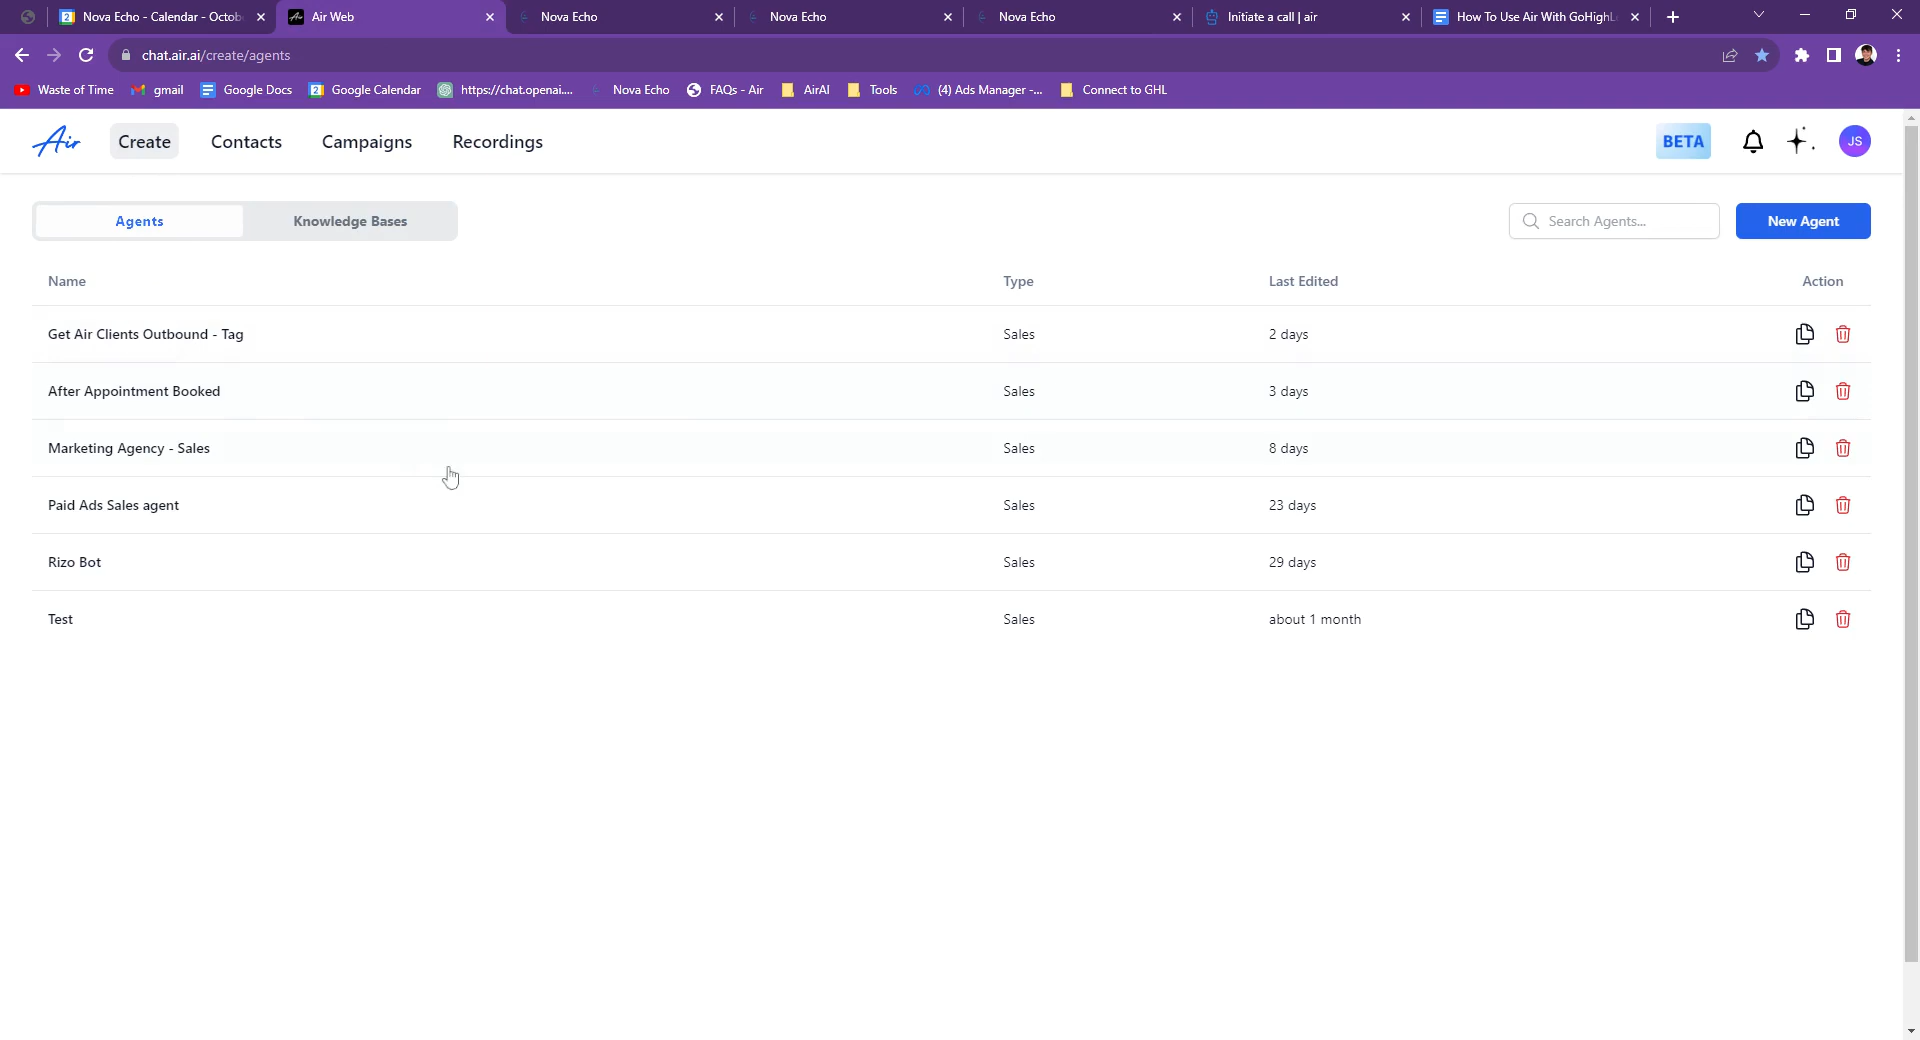 Nova Echo - Calendar - Octob
Air Web
Nova Echo
Nova Echo
Nova Echo
Initiate a call | air
How To Use Air With GoHighL
chat.air.ai/create/agents
Waste of Time
gmail
Google Docs
Google Calendar
https://chat.openai....
Nova Echo
FAQs - Air
AirAI
Tools
(4) Ads Manager -...
Connect to GHL
Air
Create
Contacts
Campaigns
Recordings
BETA
JS
Agents
Knowledge Bases
Search Agents...
New Agent
Name Type Last Edited Action
Get Air Clients Outbound - Tag Sales 2 days
After Appointment Booked Sales 3 days
Marketing Agency - Sales Sales 8 days
Paid Ads Sales agent Sales 23 days
Rizo Bot Sales 29 days
Test Sales about 1 month